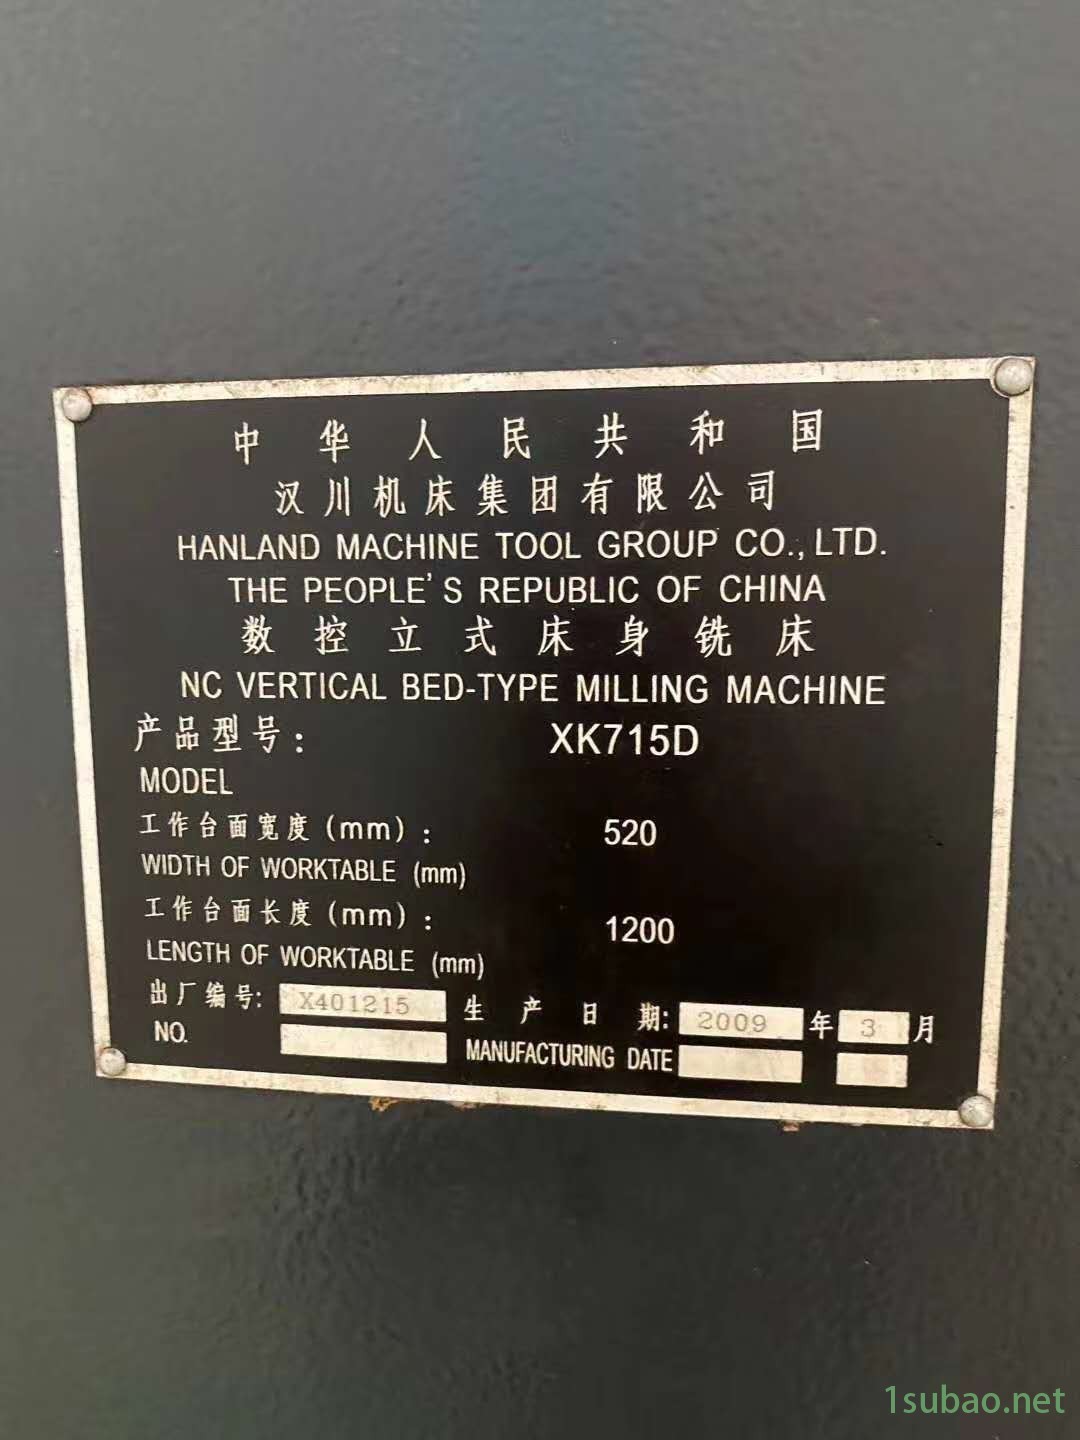 中华人民共和国
汉川机床集团有限公司
HANLAND MACHINE TOOL GROUP CO., LTD.
THE PEOPLE'S REPUBLIC OF CHINA
数控立式床身铣床
NC VERTICAL BED-TYPE MILLING MACHINE
产品型号: XK715D
MODEL
工作台面宽度(mm): 520
WIDTH OF WORKTABLE (mm)
工作台面长度(mm): 1200
LENGTH OF WORKTABLE (mm)
出厂编号: X401215 生产日期: 2009 年 3 月
NO. MANUFACTURING DATE
1subao.net